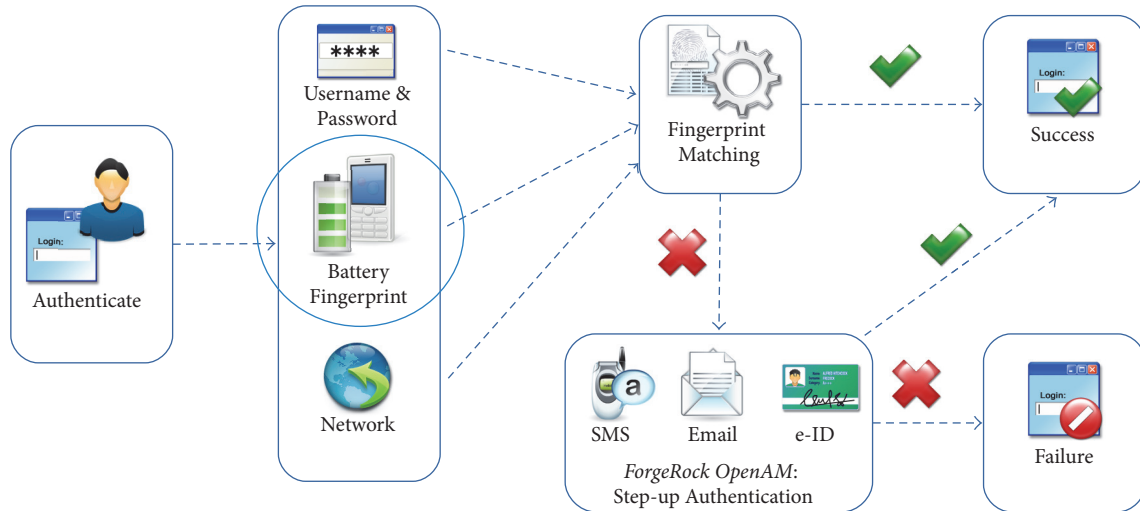 Login:
Authenticate
****
Username &
Password
Battery
Fingerprint
Network
Fingerprint
Matching
Login:
Success
a
SMS
Email
e-ID
ForgeRock OpenAM:
Step-up Authentication
Login:
Failure